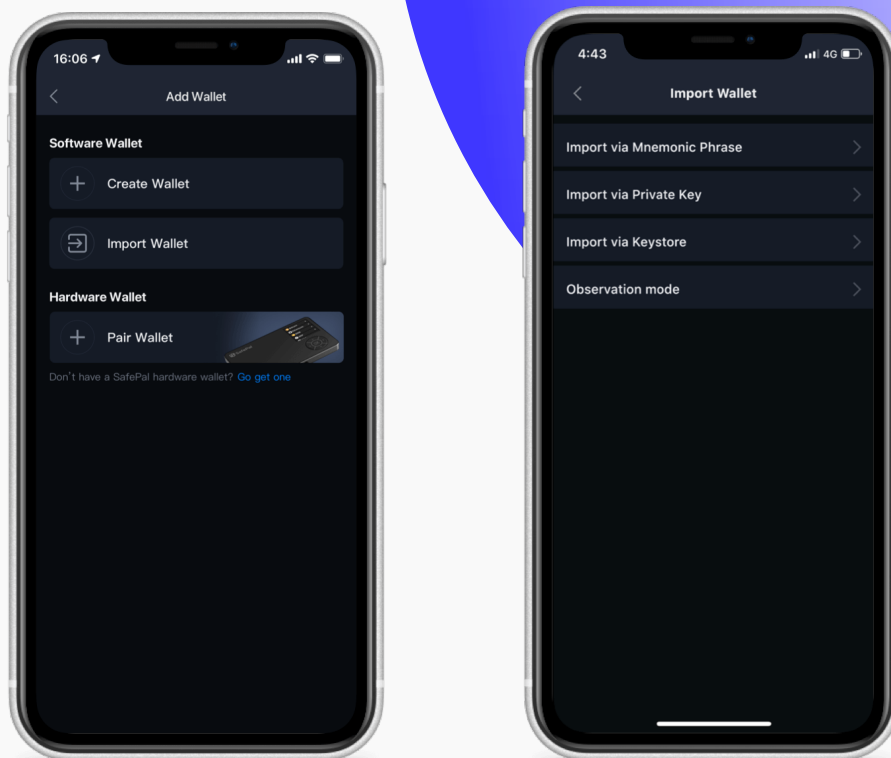 16:06
Add Wallet
Software Wallet
Create Wallet
Import Wallet
Hardware Wallet
Pair Wallet
Don't have a SafePal hardware wallet? Go get one
4:43
4G
Import Wallet
Import via Mnemonic Phrase
Import via Private Key
Import via Keystore
Observation mode